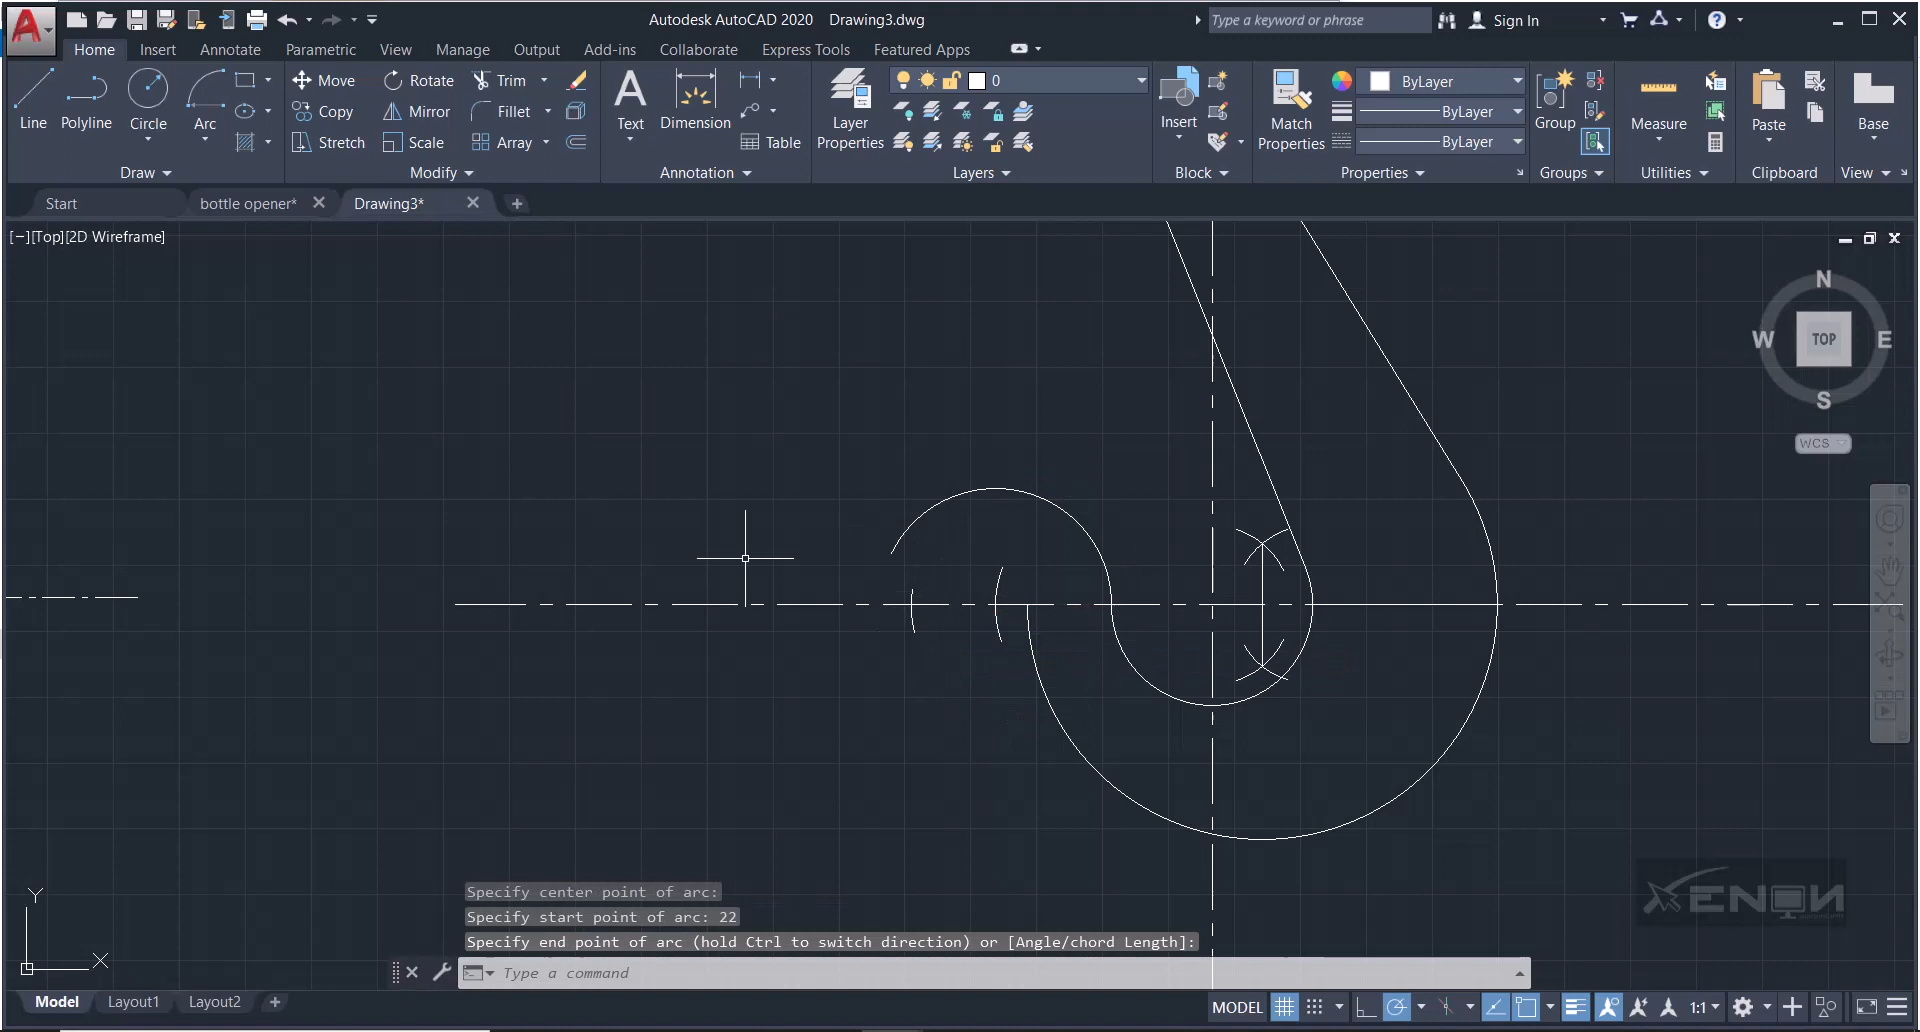 Autodesk AutoCAD 2020 Drawing3.dwg
Type a keyword or phrase
Sign In
Home Insert Annotate Parametric View Manage Output Add-ins Collaborate Express Tools Featured Apps
Line Polyline Circle Arc
Move Rotate Trim
Copy Mirror Fillet
Stretch Scale Array
Text Dimension Table
Layer Properties
0
Insert
Match Properties
ByLayer
ByLayer
ByLayer
Group
Measure
Paste
Base
Draw Modify Annotation Layers Block Properties Groups Utilities Clipboard View
Start bottle opener* Drawing3*
[−][Top][2D Wireframe]
N
W TOP E
S
WCS
Y
X
XENON
Specify center point of arc:
Specify start point of arc: 22
Specify end point of arc (hold Ctrl to switch direction) or [Angle/chord Length]:
Type a command
Model Layout1 Layout2
MODEL 1:1